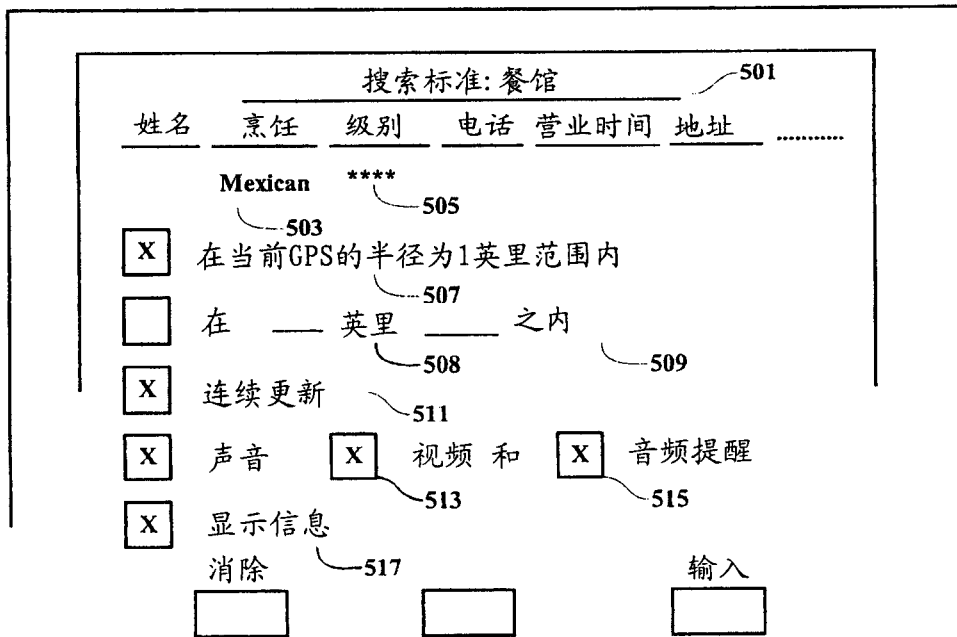 搜索标准: 餐馆 501
姓名 烹饪 级别 电话 营业时间 地址 ............
Mexican ****
503 505
X 在当前GPS的半径为1英里范围内
507
在 ___ 英里 ____ 之内
508 509
X 连续更新 511
X 声音 X 视频 和 X 音频提醒
513 515
X 显示信息
消除 517 输入